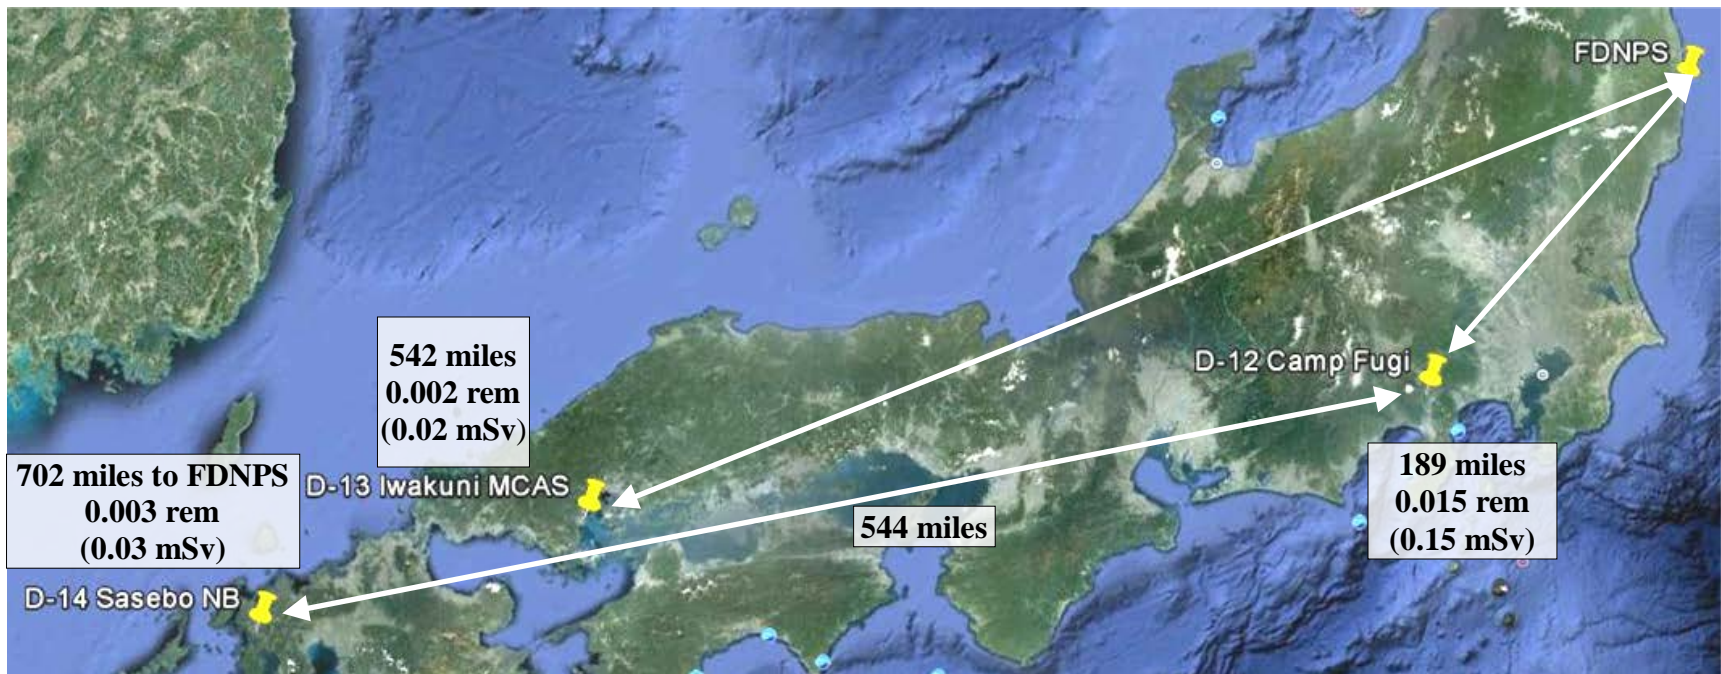 FDNPS
542 miles
0.002 rem
(0.02 mSv)
D-12 Camp Fugi
702 miles to FDNPS
0.003 rem
(0.03 mSv)
D-13 Iwakuni MCAS
189 miles
0.015 rem
(0.15 mSv)
544 miles
D-14 Sasebo NB